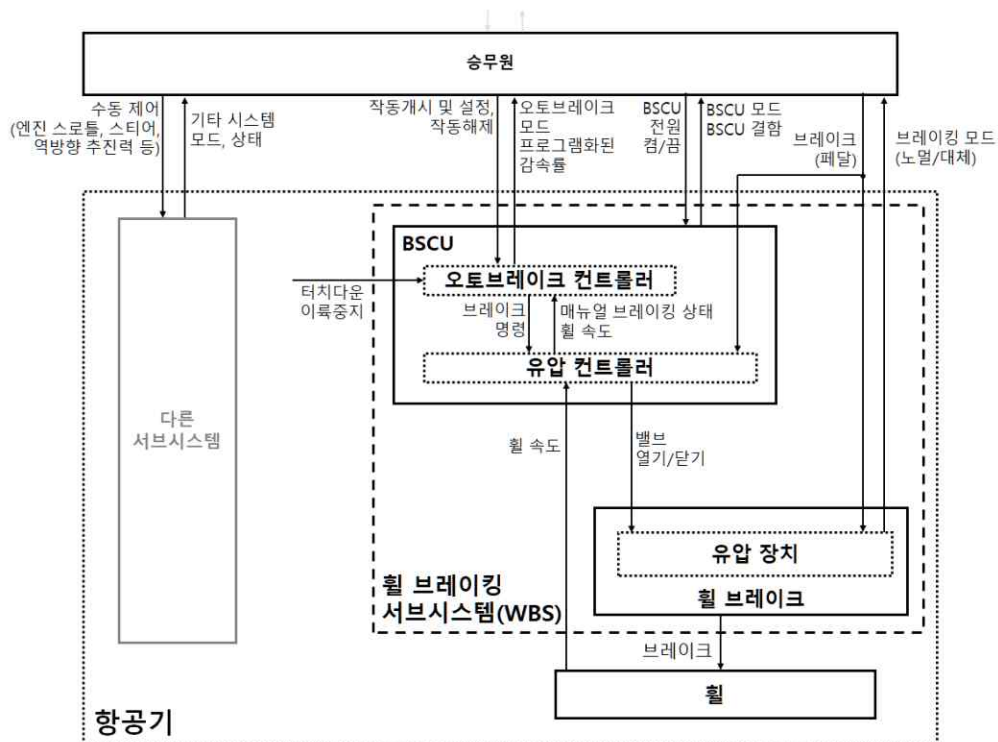 승무원
수동 제어
(엔진 스로틀, 스티어,
역방향 추진력 등)
기타 시스템
모드, 상태
작동개시 및 설정,
작동해제
오토브레이크
모드
프로그램화된
감속률
BSCU
전원
켬/끔
BSCU 모드
BSCU 결함
브레이크
(페달)
브레이킹 모드
(노멀/대체)
BSCU
오토브레이크 컨트롤러
터치다운
이륙중지
브레이크
명령
매뉴얼 브레이킹 상태
휠 속도
유압 컨트롤러
다른
서브시스템
휠 속도
밸브
열기/닫기
유압 장치
휠 브레이크
휠 브레이킹
서브시스템(WBS)
브레이크
휠
항공기